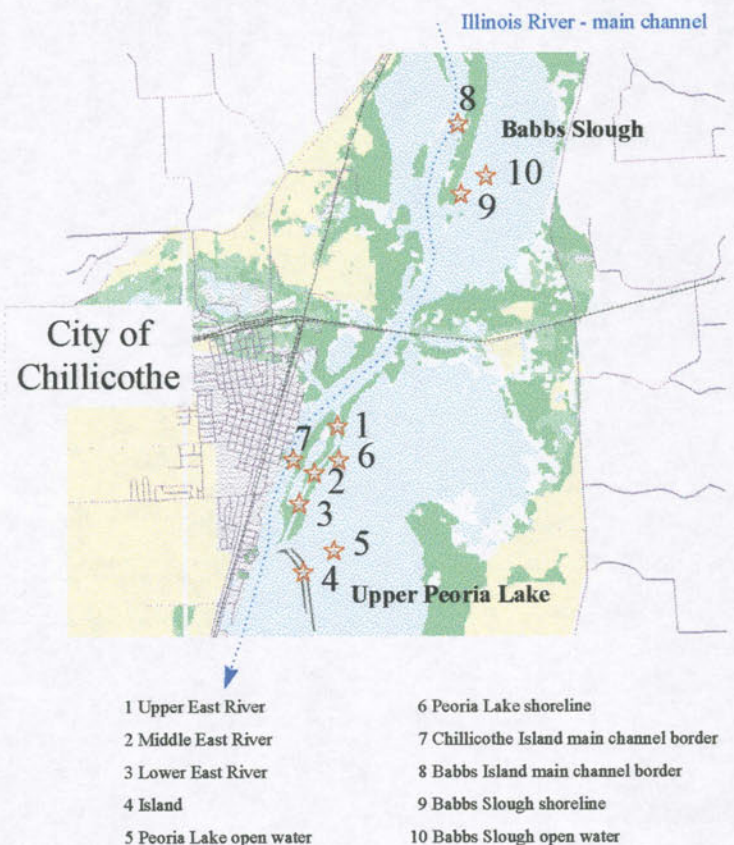 Illinois River - main channel
8
Babbs Slough
10
9
City of
Chillicothe
1
7
6
2
3
5
4
Upper Peoria Lake
1 Upper East River
2 Middle East River
3 Lower East River
4 Island
5 Peoria Lake open water
6 Peoria Lake shoreline
7 Chillicothe Island main channel border
8 Babbs Island main channel border
9 Babbs Slough shoreline
10 Babbs Slough open water